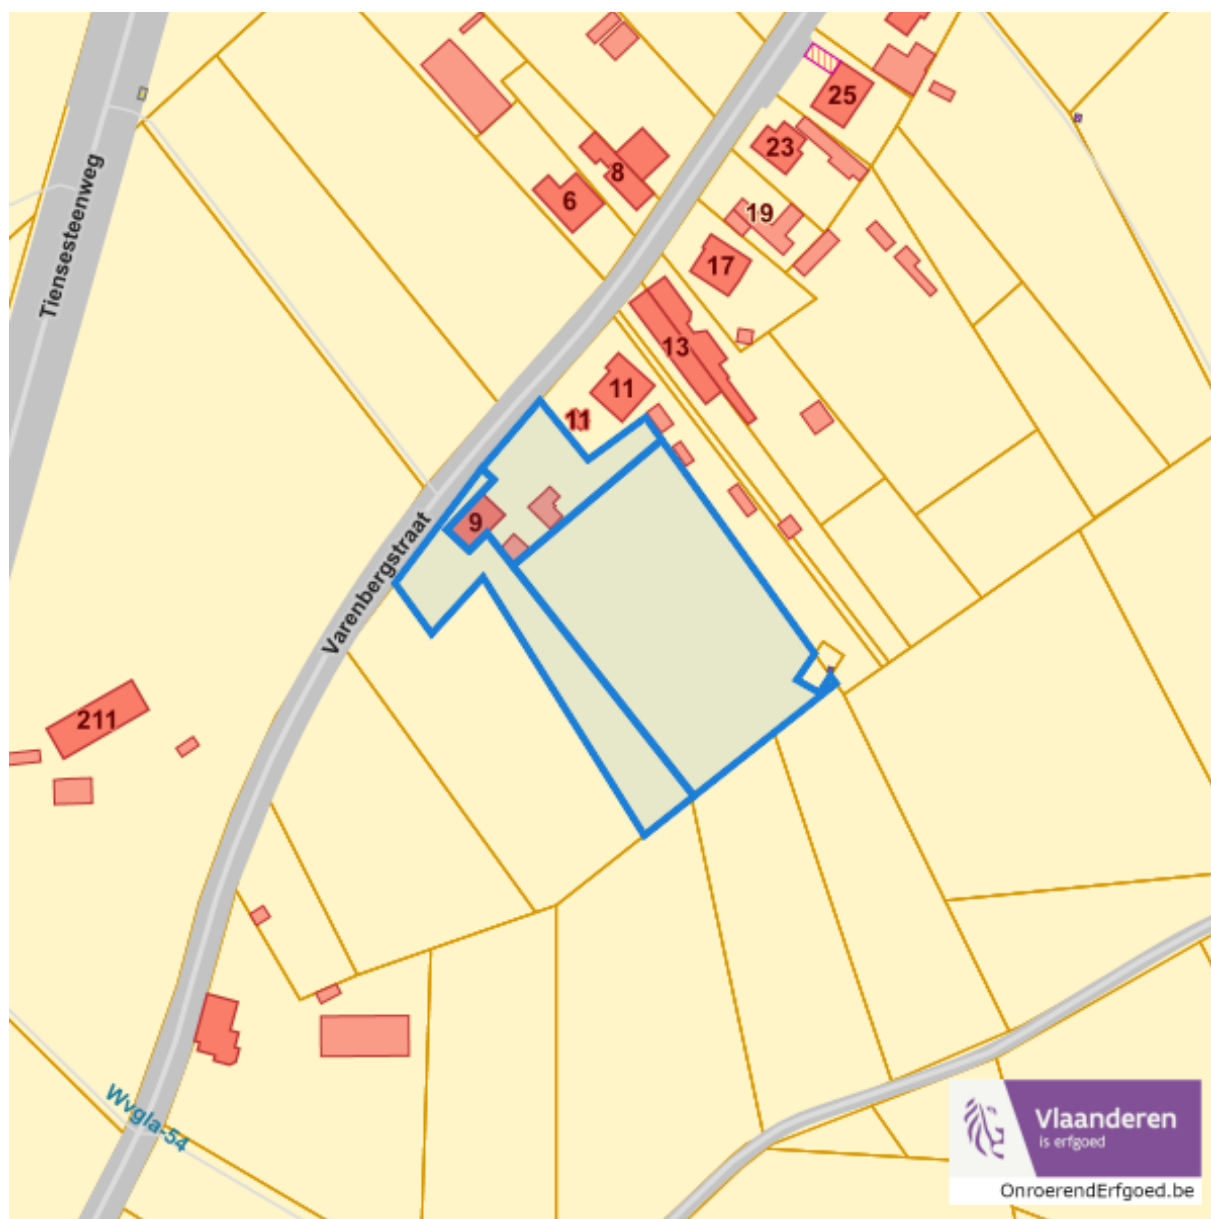 25
23
8
6
19
Tiensesteenweg
17
13
11
11
9
Varenbergstraat
211
Wvgla-54
Vlaanderen
is erfgoed
OnroerendErfgoed.be